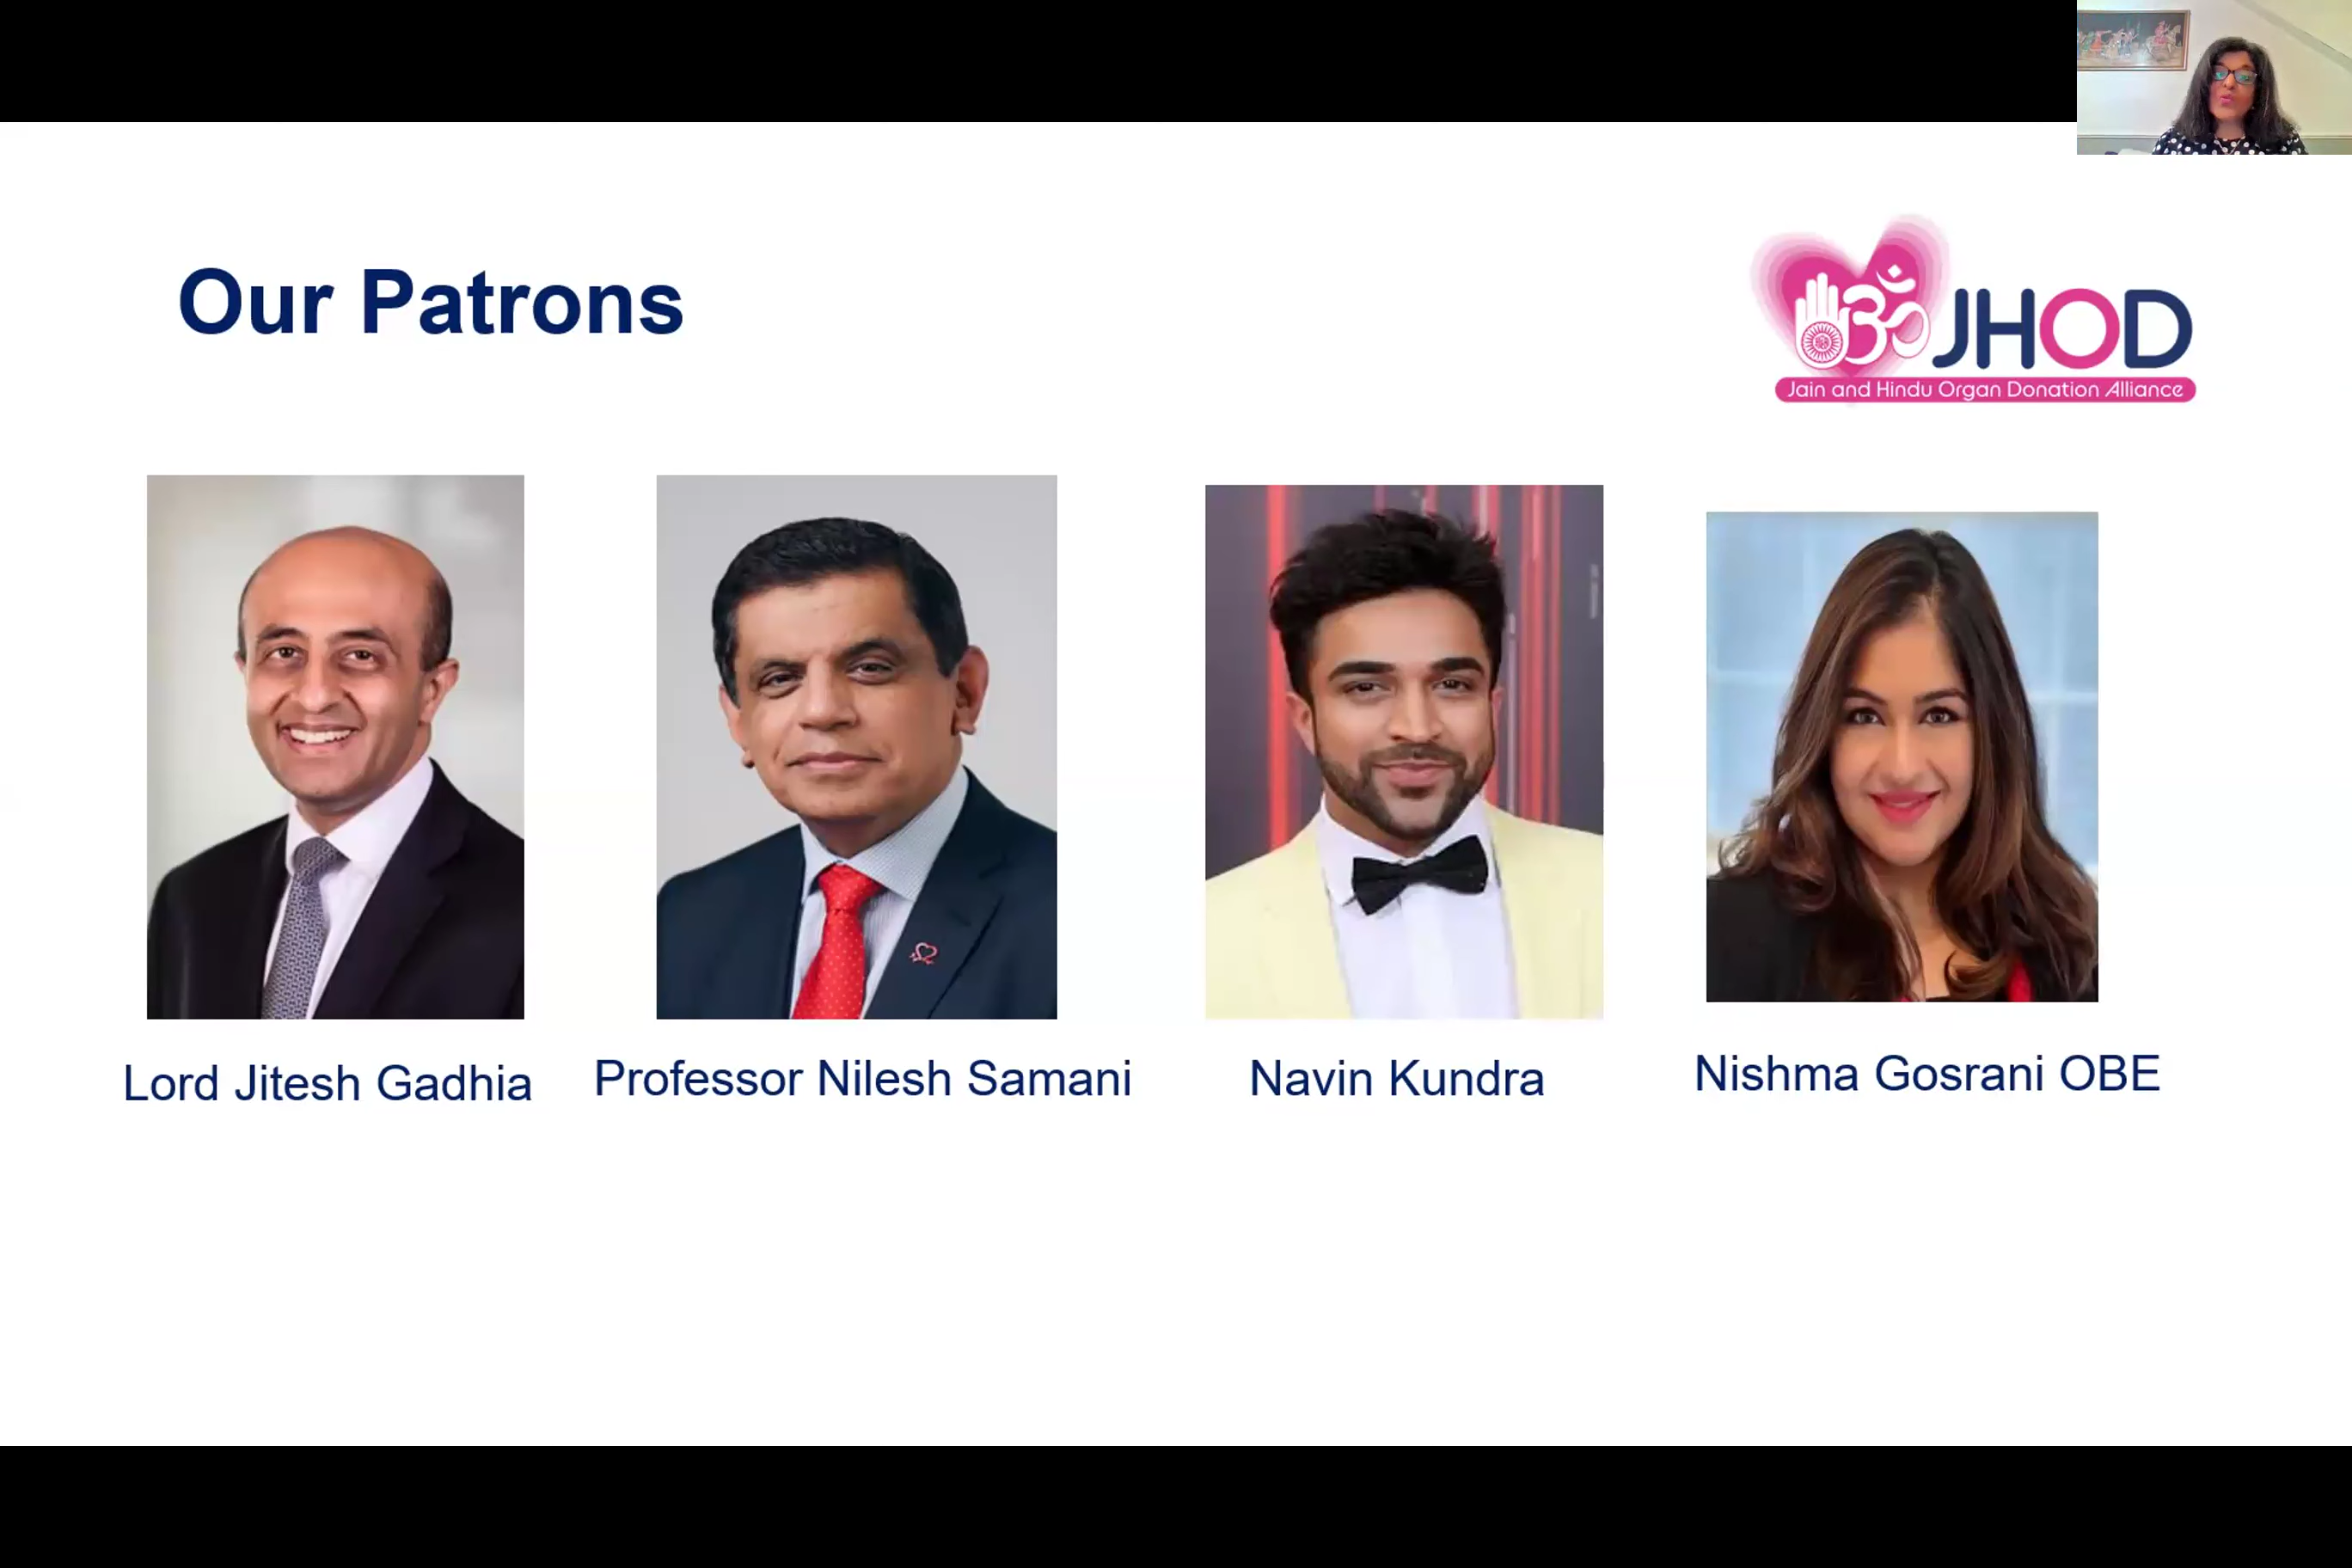 Our Patrons
ॐ JHOD
Jain and Hindu Organ Donation Alliance
Lord Jitesh Gadhia
Professor Nilesh Samani
Navin Kundra
Nishma Gosrani OBE